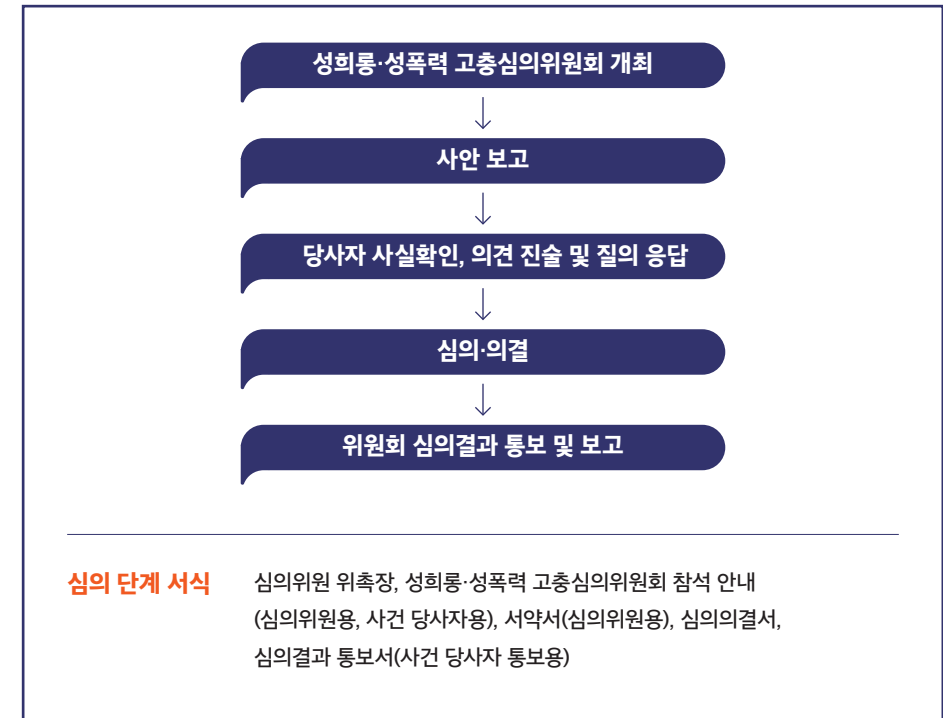 성희롱·성폭력 고충심의위원회 개최
사안 보고
당사자 사실확인, 의견 진술 및 질의 응답
심의·의결
위원회 심의결과 통보 및 보고
심의 단계 서식
심의위원 위촉장, 성희롱·성폭력 고충심의위원회 참석 안내
(심의위원용, 사건 당사자용), 서약서(심의위원용), 심의의결서,
심의결과 통보서(사건 당사자 통보용)